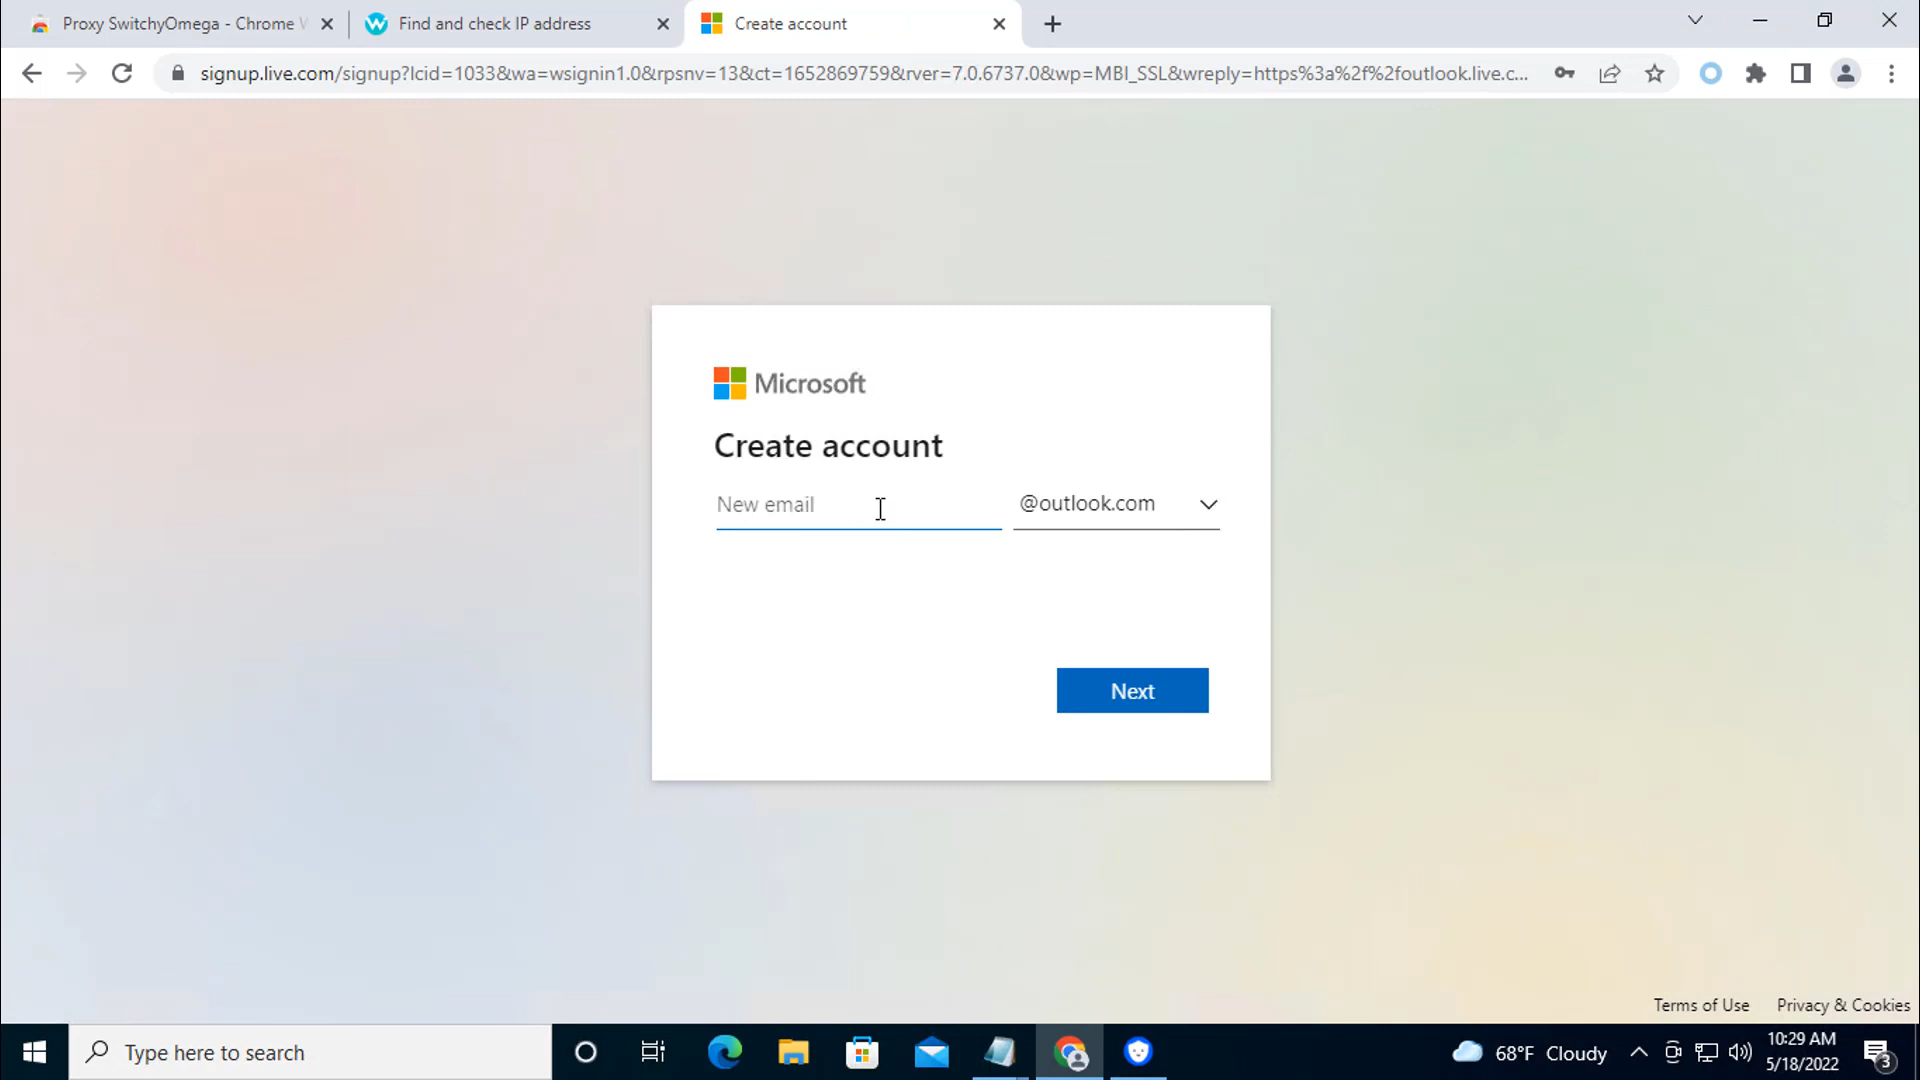 Proxy SwitchyOmega - Chrome
Find and check IP address
Create account
signup.live.com/signup?lcid=1033&wa=wsignin1.0&rpsnv=13&ct=1652869759&rver=7.0.6737.0&wp=MBI_SSL&wreply=https%3a%2f%2foutlook.live.c...
Microsoft
Create account
New email
@outlook.com
Next
Terms of Use
Privacy & Cookies
Type here to search
68°F Cloudy
10:29 AM
5/18/2022
3